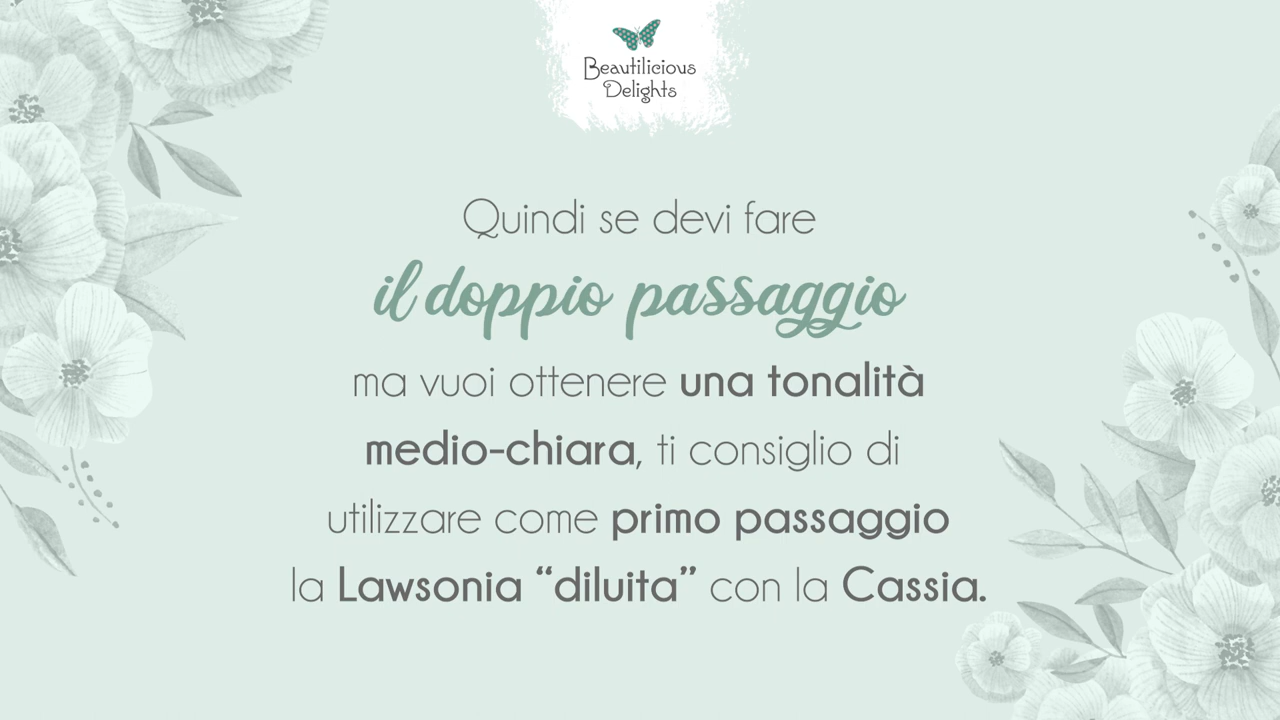 Beautilicious
Delights
Quindi se devi fare
il doppio passaggio
ma vuoi ottenere una tonalità
medio-chiara, ti consiglio di
utilizzare come primo passaggio
la Lawsonia “diluita” con la Cassia.